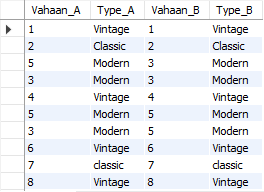 Vahaan_A Type_A Vahaan_B Type_B
1 Vintage 1 Vintage
2 Classic 2 Classic
5 Modern 3 Modern
3 Modern 3 Modern
4 Vintage 4 Vintage
5 Modern 5 Modern
3 Modern 5 Modern
6 Vintage 6 Vintage
7 classic 7 classic
8 Vintage 8 Vintage